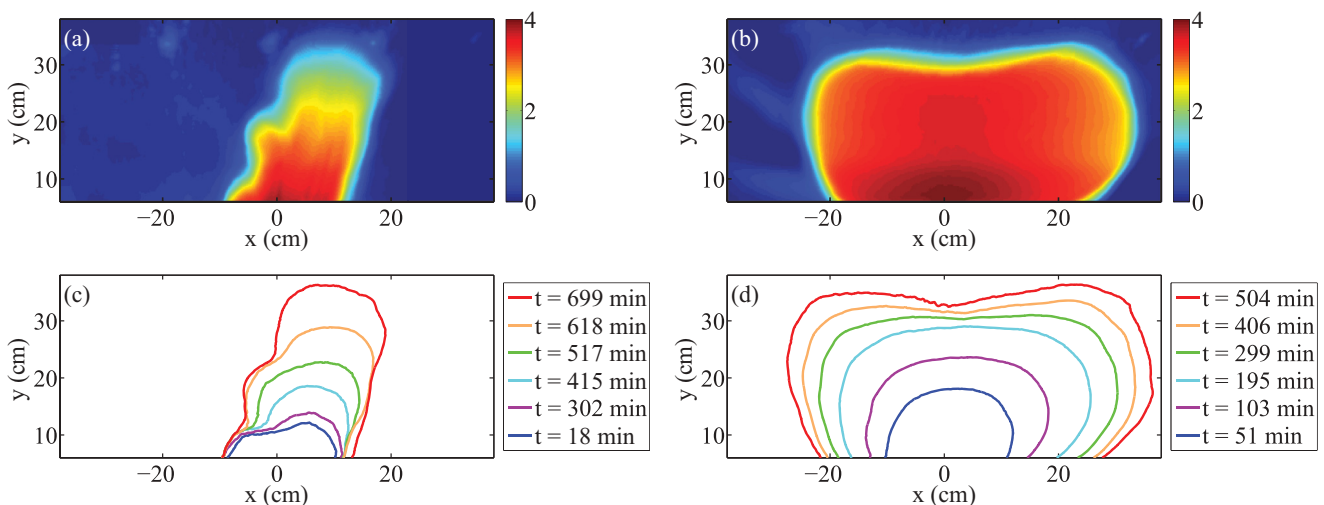 (a)
y (cm)
30
20
10
−20
0
20
x (cm)
4
2
0
(b)
y (cm)
30
20
10
−20
0
20
x (cm)
4
2
0
(c)
y (cm)
30
20
10
−20
0
20
x (cm)
t = 699 min
t = 618 min
t = 517 min
t = 415 min
t = 302 min
t = 18 min
(d)
y (cm)
30
20
10
−20
0
20
x (cm)
t = 504 min
t = 406 min
t = 299 min
t = 195 min
t = 103 min
t = 51 min